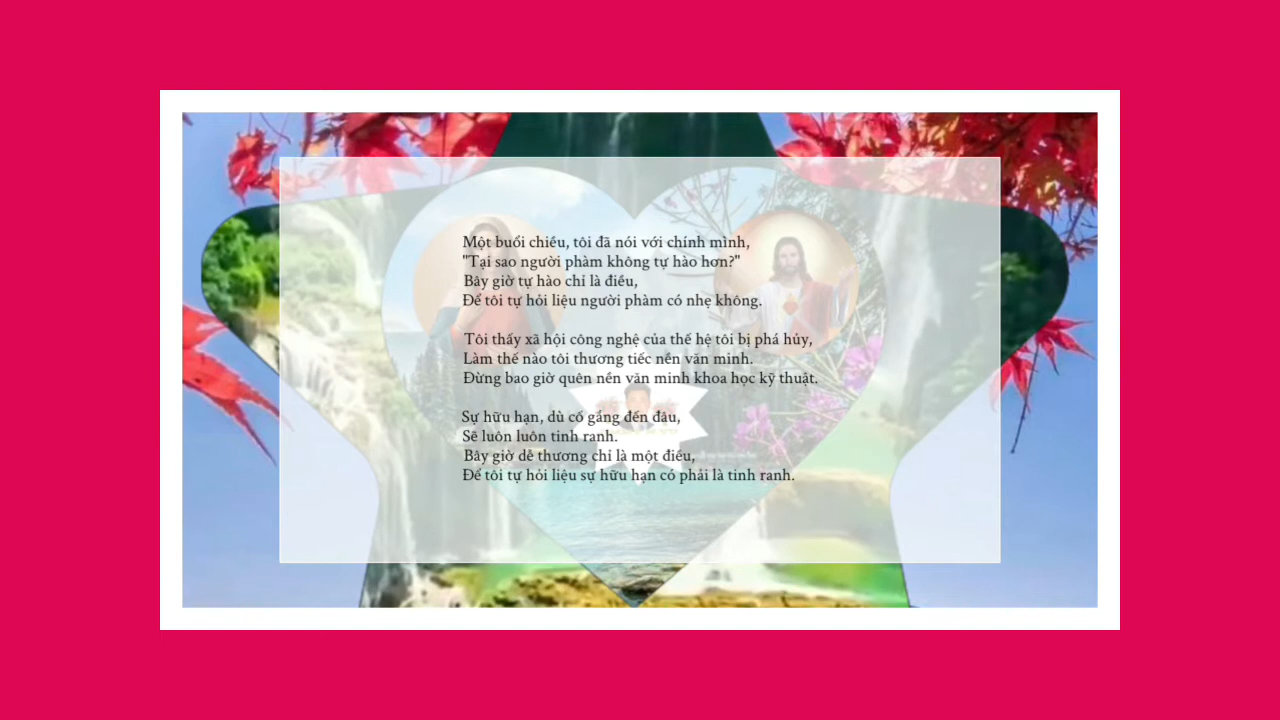 Một buổi chiều, tôi đã nói với chính mình,
"Tại sao người phàm không tự hào hơn?"
Bây giờ tự hào chỉ là điều,
Để tôi tự hỏi liệu người phàm có nhẹ không.
Tôi thấy xã hội công nghệ của thế hệ tôi bị phá hủy,
Làm thế nào tôi thương tiếc nền văn minh.
Đừng bao giờ quên nền văn minh khoa học kỹ thuật.
Sự hữu hạn, dù cố gắng đến đâu,
Sẽ luôn luôn tinh ranh.
Bây giờ dễ thương chỉ là một điều,
Để tôi tự hỏi liệu sự hữu hạn có phải là tinh ranh.